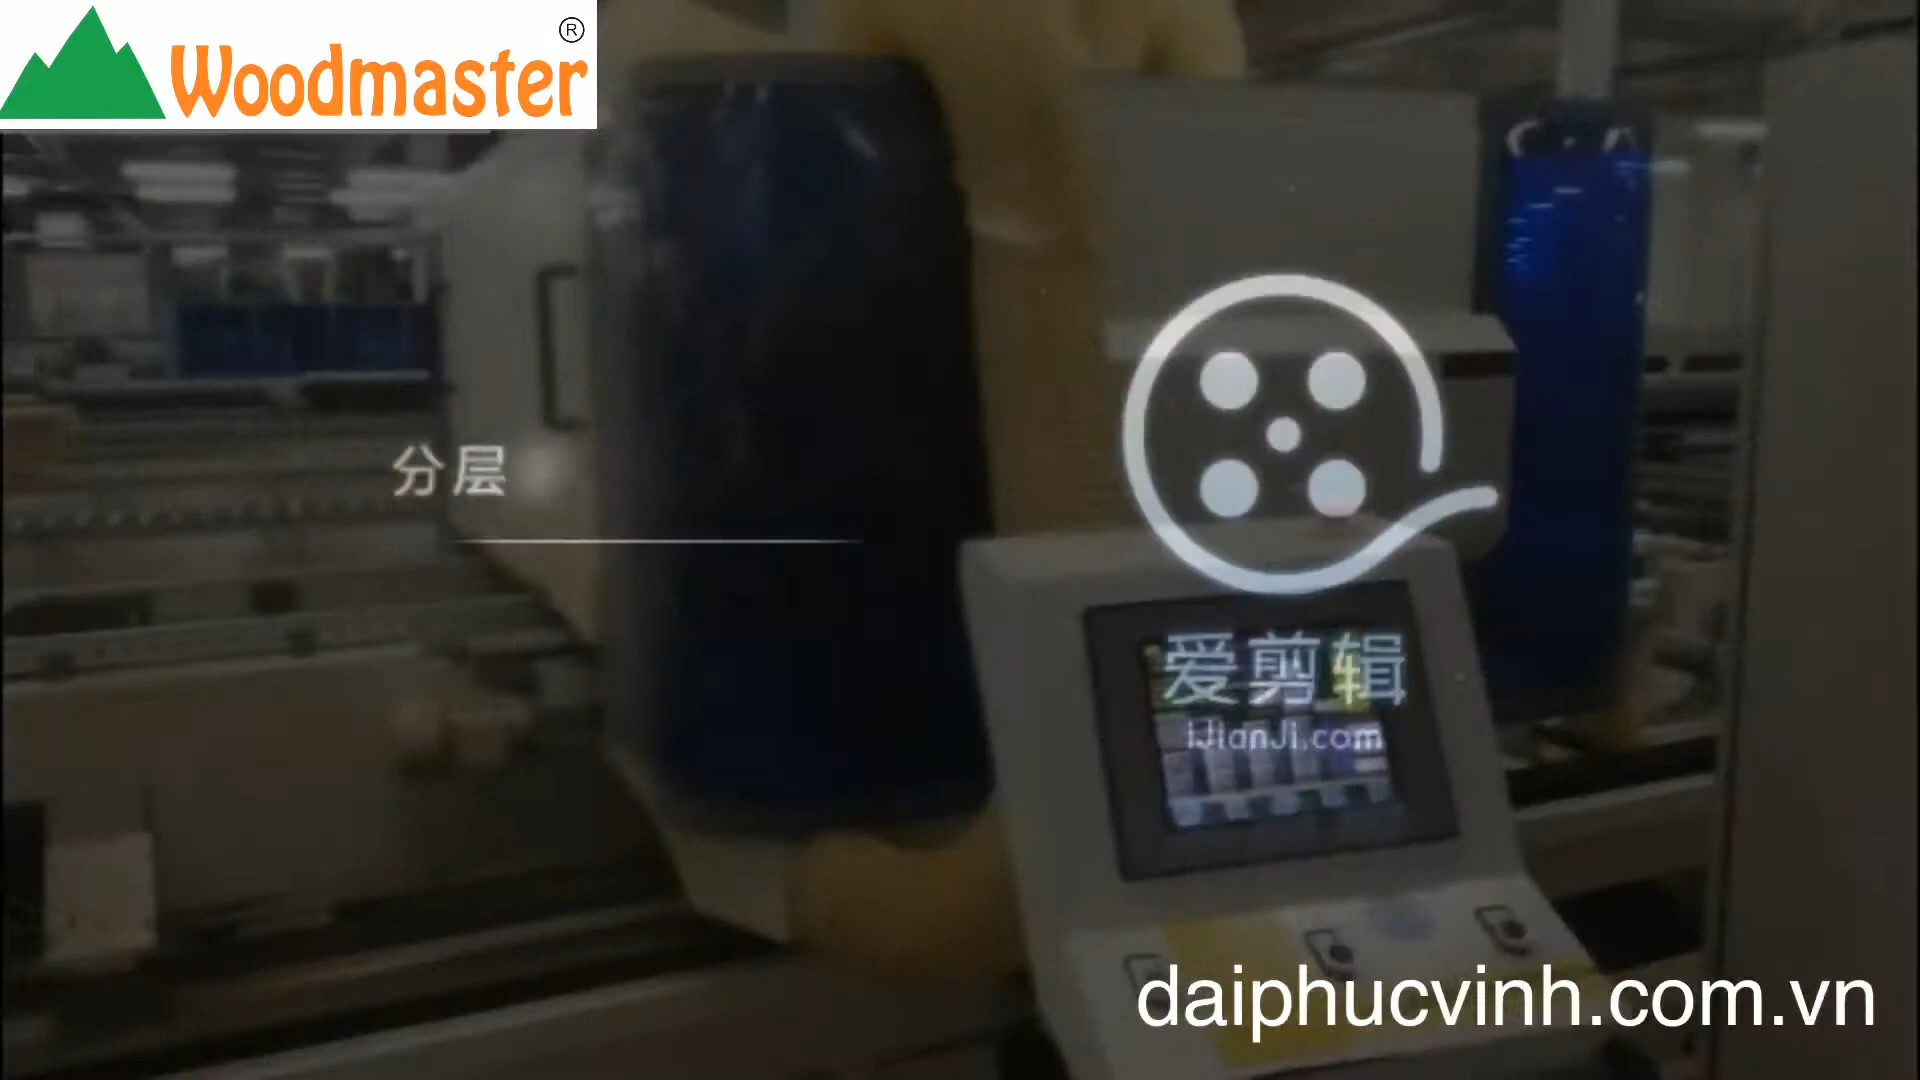 Woodmaster®
分层
爱剪辑
iJianJi.com
daiphucvinh.com.vn